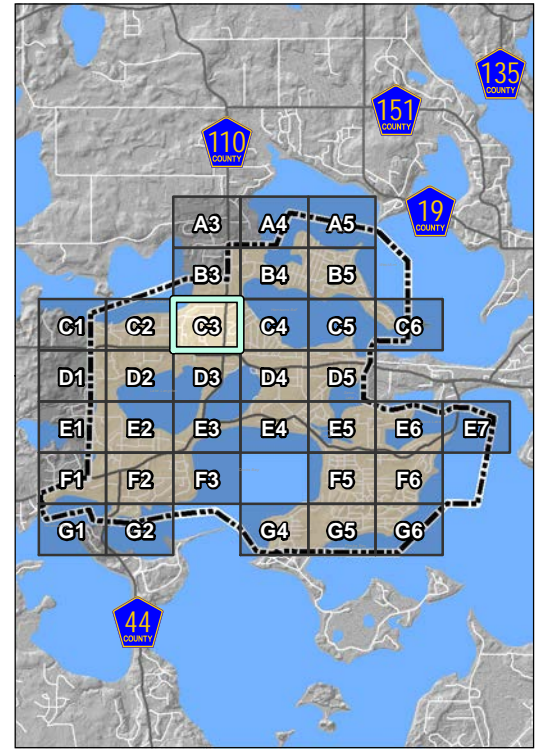 135
COUNTY
151
COUNTY
110
COUNTY
19
COUNTY
A3 A4 A5
B3 B4 B5
C1 C2 C3 C4 C5 C6
D1 D2 D3 D4 D5
E1 E2 E3 E4 E5 E6 E7
F1 F2 F3 F5 F6
G1 G2 G4 G5 G6
44
COUNTY